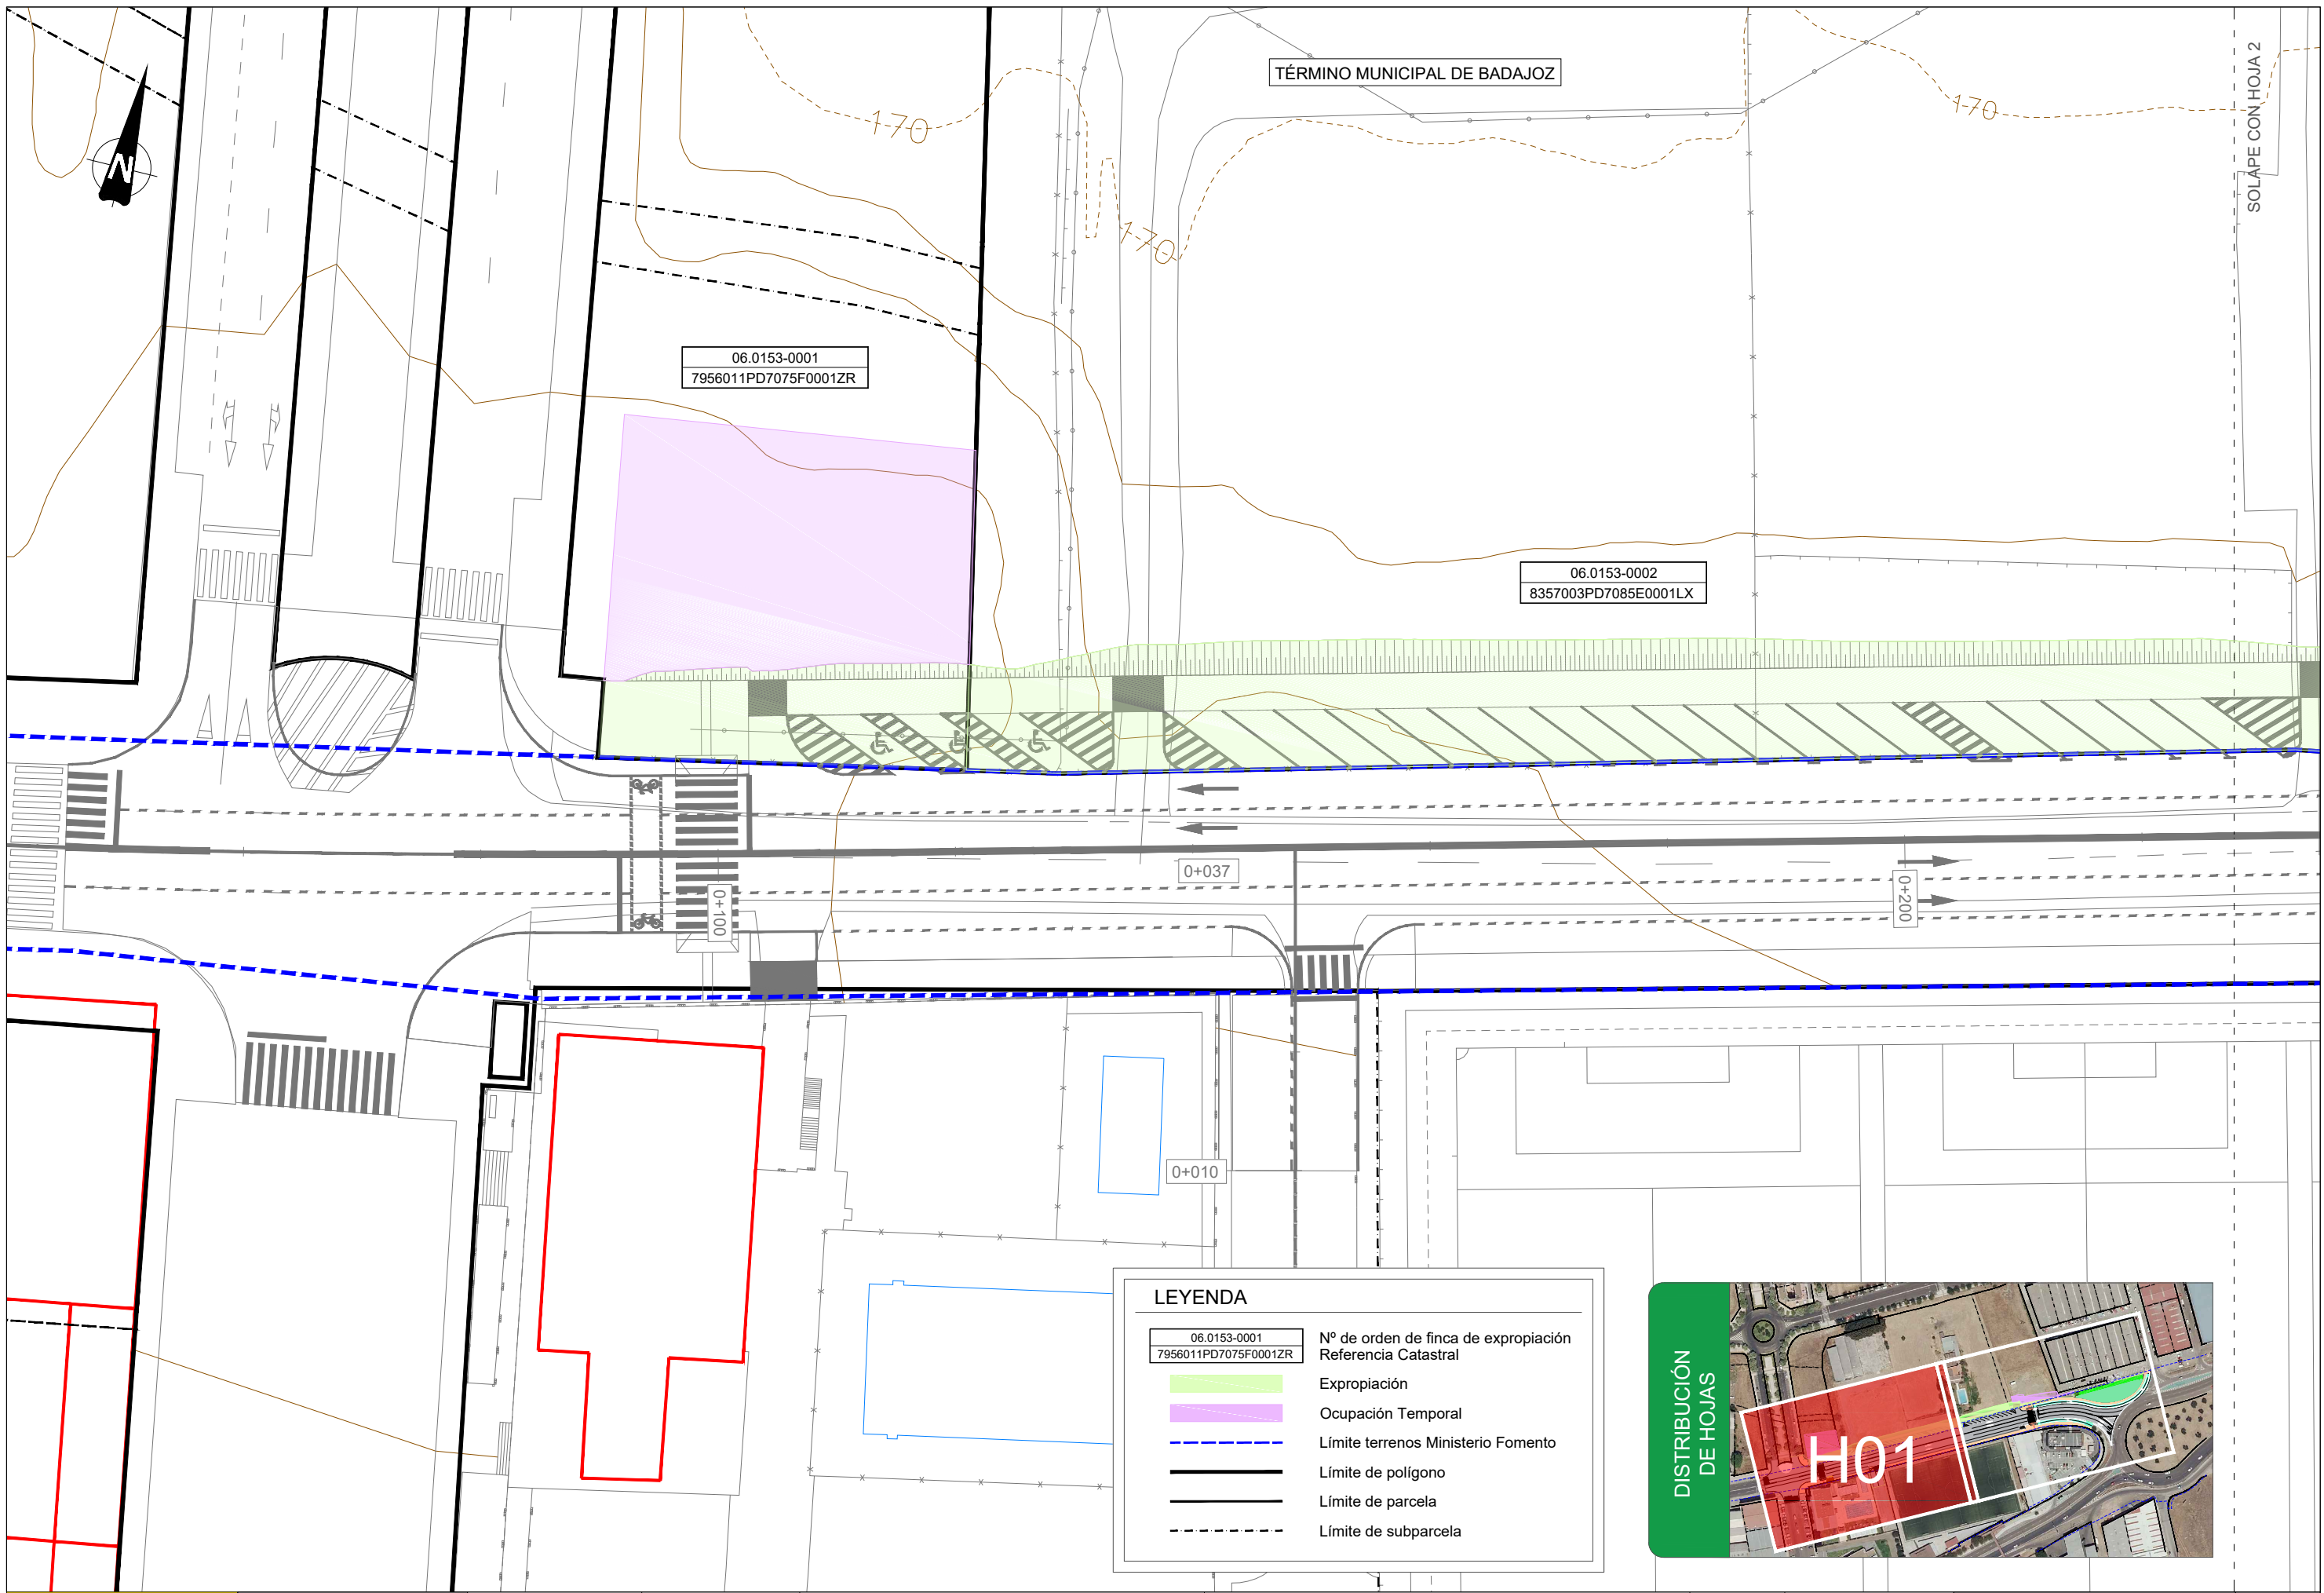 TÉRMINO MUNICIPAL DE BADAJOZ
SOLAPE CON HOJA 2
N
170
170
170
06.0153-0001
7956011PD7075F0001ZR
06.0153-0002
8357003PD7085E0001LX
0+037
0+100
0+200
0+010
LEYENDA
06.0153-0001
7956011PD7075F0001ZR
Nº de orden de finca de expropiación
Referencia Catastral
Expropiación
Ocupación Temporal
Límite terrenos Ministerio Fomento
Límite de polígono
Límite de parcela
Límite de subparcela
DISTRIBUCIÓN
DE HOJAS
H01